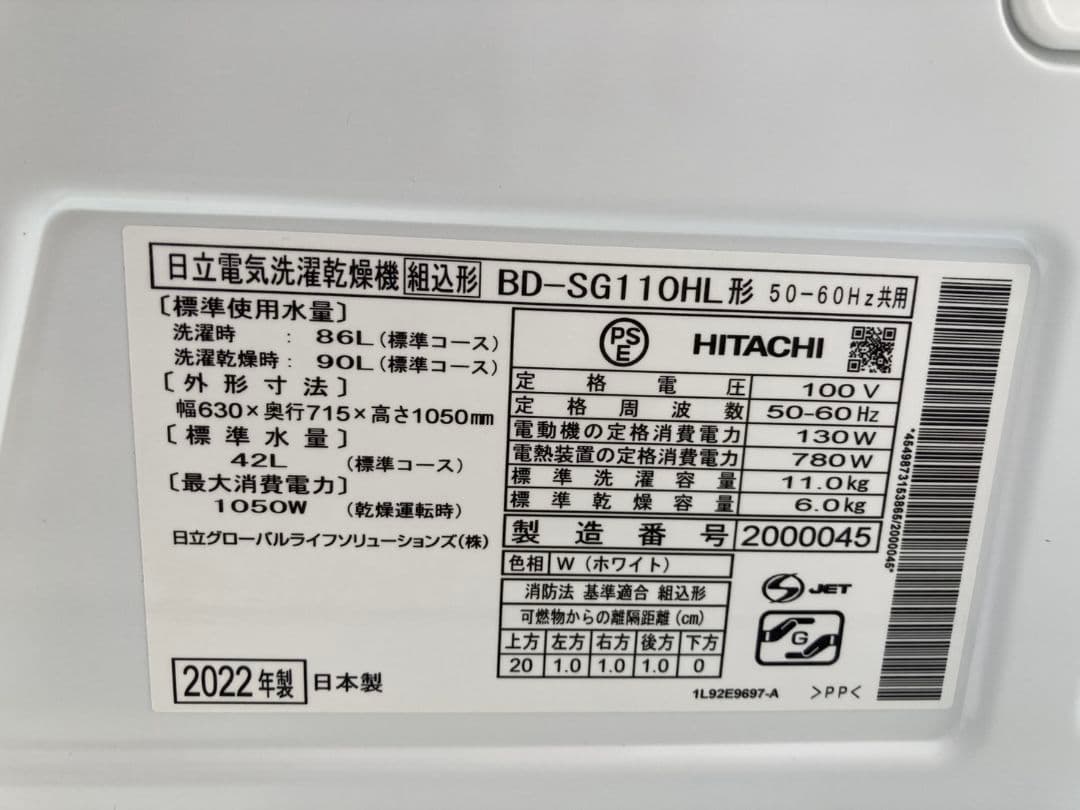 日立電気洗濯乾燥機 組込形 BD-SG110HL形 50-60Hz共用
〔標準使用水量〕
洗濯時 : 86L(標準コース)
洗濯乾燥時: 90L(標準コース)
〔外形寸法〕
幅630×奥行715×高さ1050mm
〔標準水量〕
42L (標準コース)
〔最大消費電力〕
1050W (乾燥運転時)
日立グローバルライフソリューションズ(株)
2022年製 日本製
PSE HITACHI
定格電圧 100V
定格周波数 50-60Hz
電動機の定格消費電力 130W
電熱装置の定格消費電力 780W
標準洗濯容量 11.0kg
標準乾燥容量 6.0kg
製造番号 2000045
色相 W(ホワイト)
消防法 基準適合 組込形
可燃物からの離隔距離(cm)
上方 左方 右方 後方 下方
20 1.0 1.0 1.0 0
S JET
G
1L92E9697-A >PP<
*4549873153865/2000045*